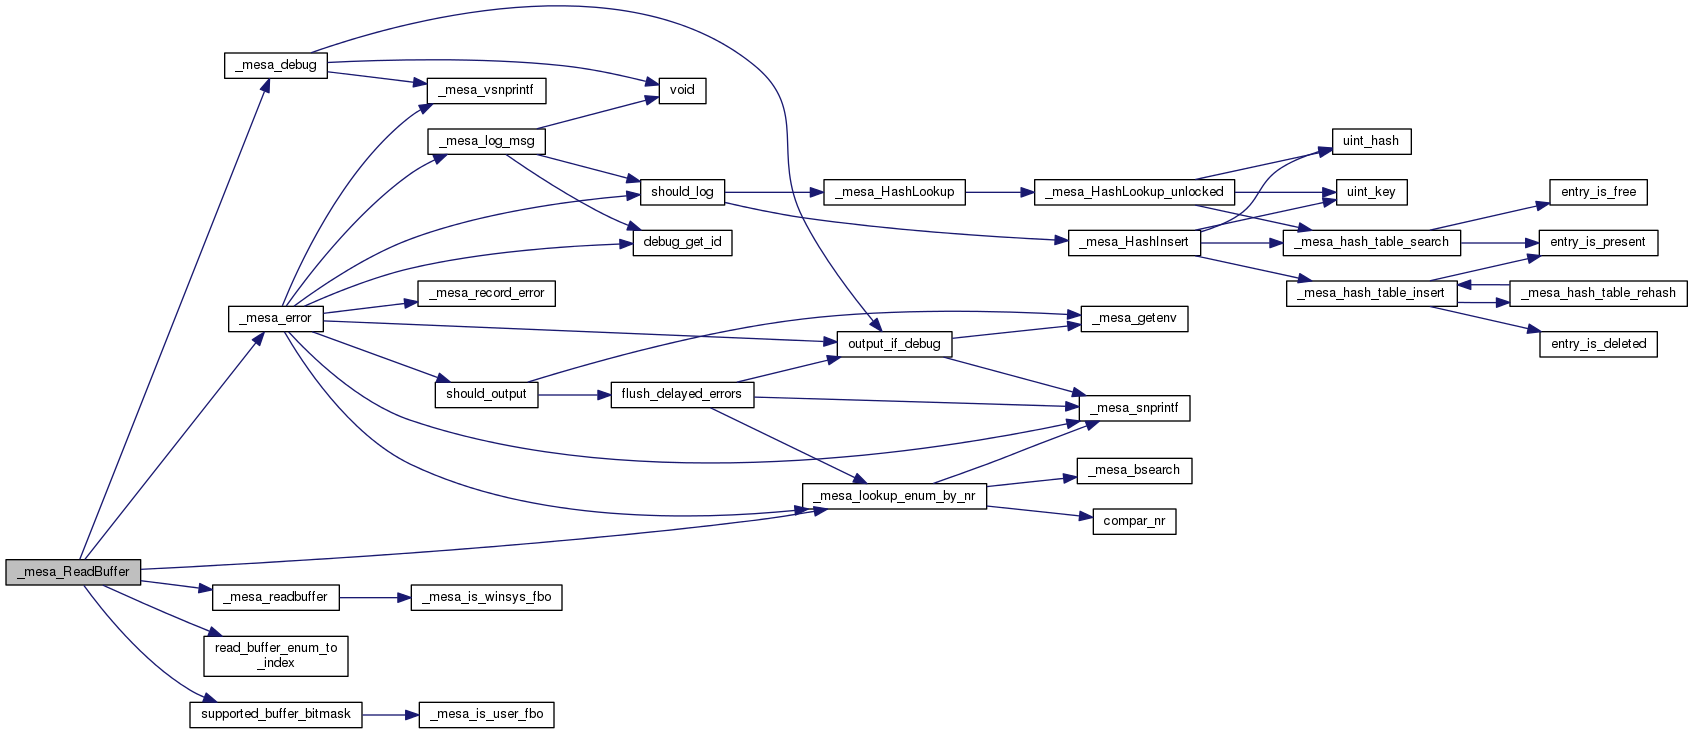 _mesa_debug
_mesa_vsnprintf
void
_mesa_log_msg
uint_hash
should_log
_mesa_HashLookup
_mesa_HashLookup_unlocked
uint_key
entry_is_free
debug_get_id
_mesa_HashInsert
_mesa_hash_table_search
entry_is_present
_mesa_record_error
_mesa_hash_table_insert
_mesa_hash_table_rehash
_mesa_error
_mesa_getenv
output_if_debug
entry_is_deleted
should_output
flush_delayed_errors
_mesa_snprintf
_mesa_bsearch
_mesa_lookup_enum_by_nr
compar_nr
_mesa_ReadBuffer
_mesa_readbuffer
_mesa_is_winsys_fbo
read_buffer_enum_to
_index
supported_buffer_bitmask
_mesa_is_user_fbo